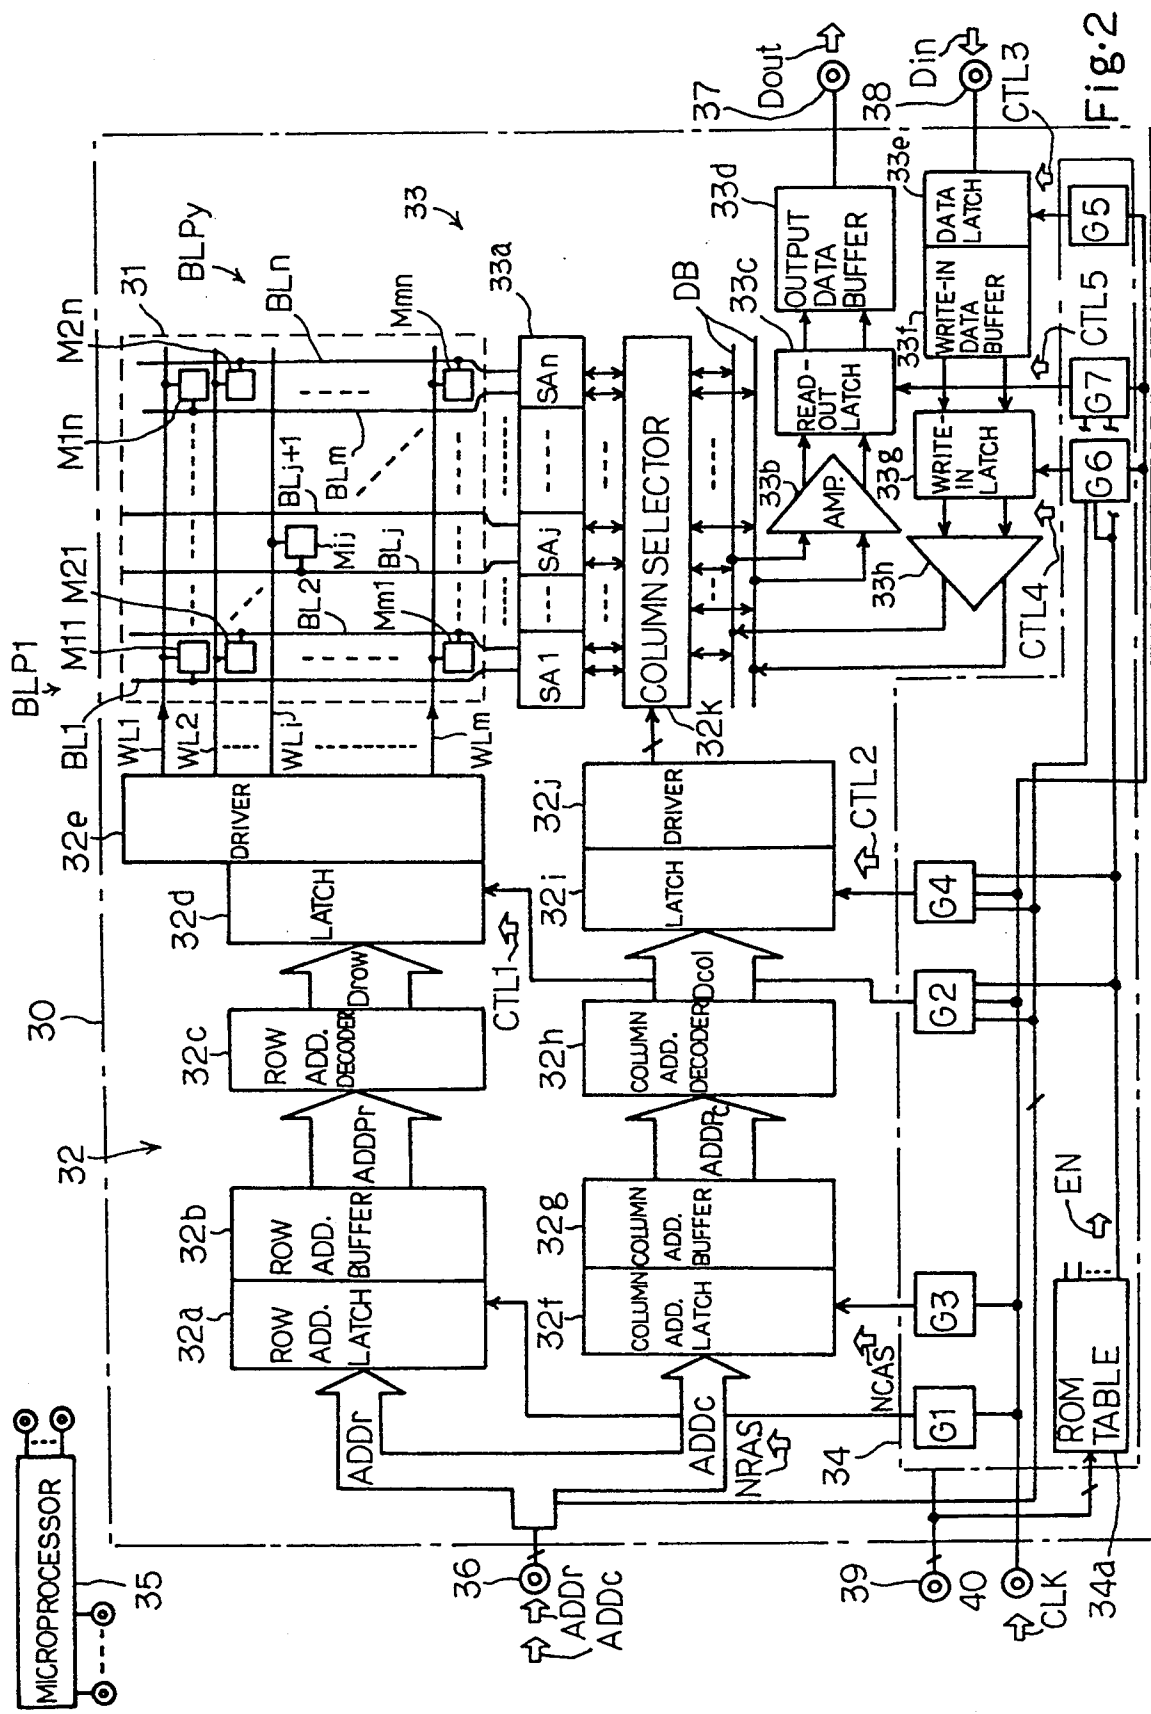 BLP1
BLPy
BL1
M11
M21
M1n
M2n
31
WL1
WL2
WLi
WLm
BL2
BLj
Mij
BLj+1
BLm
BLn
Mm1
Mmn
33
32e
DRIVER
32d
LATCH
Drow
32c
ROW
ADD.
DECODER
ADDPr
32b
ROW
ADD.
BUFFER
32a
ROW
ADD.
LATCH
ADDr
30
32
MICROPROCESSOR
35
33a
SA1
SAj
SAn
COLUMN SELECTOR
32k
DB
32j
DRIVER
32i
LATCH
CTL1
Dcol
32h
COLUMN
ADD.
DECODER
ADDPc
32g
COLUMN
ADD.
BUFFER
32f
COLUMN
ADD.
LATCH
ADDc
36
ADDr
ADDc
33b
AMP.
33c
READ-
OUT
LATCH
33d
OUTPUT
DATA
BUFFER
37
Dout
33h
33g
WRITE-
IN
LATCH
33f
WRITE-IN
DATA
BUFFER
33e
DATA
LATCH
38
Din
CTL2
CTL3
CTL4
CTL5
NRAS
NCAS
34
G1
G3
G2
G4
G6
G7
G5
39
40
CLK
ROM
TABLE
34a
EN
Fig.2